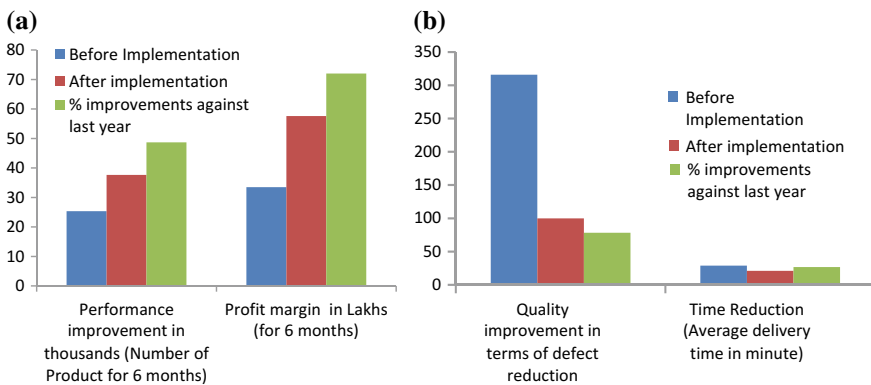 (a)
80
70
60
50
40
30
20
10
0
Before Implementation
After implementation
% improvements against
last year
Performance
improvement in
thousands (Number of
Product for 6 months)
Profit margin in Lakhs
(for 6 months)
(b)
350
300
250
200
150
100
50
0
Before
Implementation
After implementation
% improvements
against last year
Quality
improvement in
terms of defect
reduction
Time Reduction
(Average delivery
time in minute)